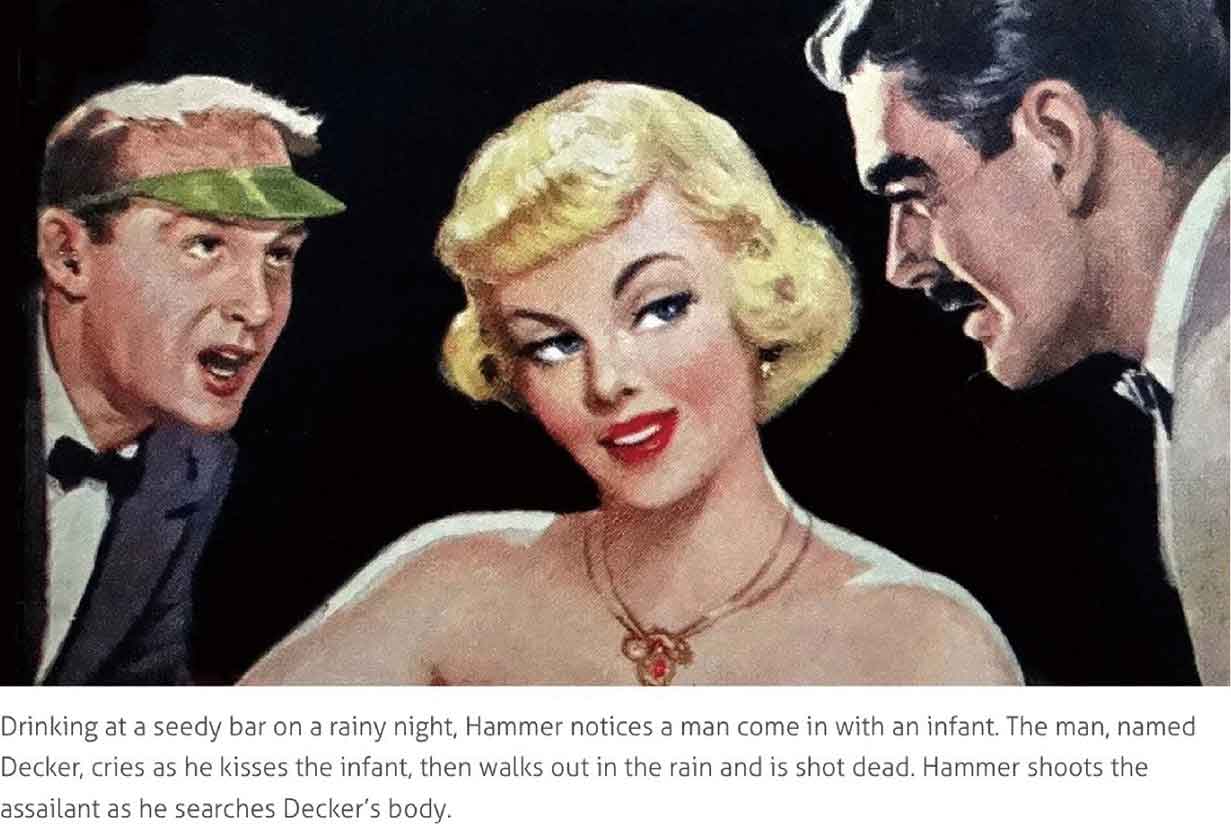 Drinking at a seedy bar on a rainy night, Hammer notices a man come in with an infant. The man, named
Decker, cries as he kisses the infant, then walks out in the rain and is shot dead. Hammer shoots the
assailant as he searches Decker’s body.